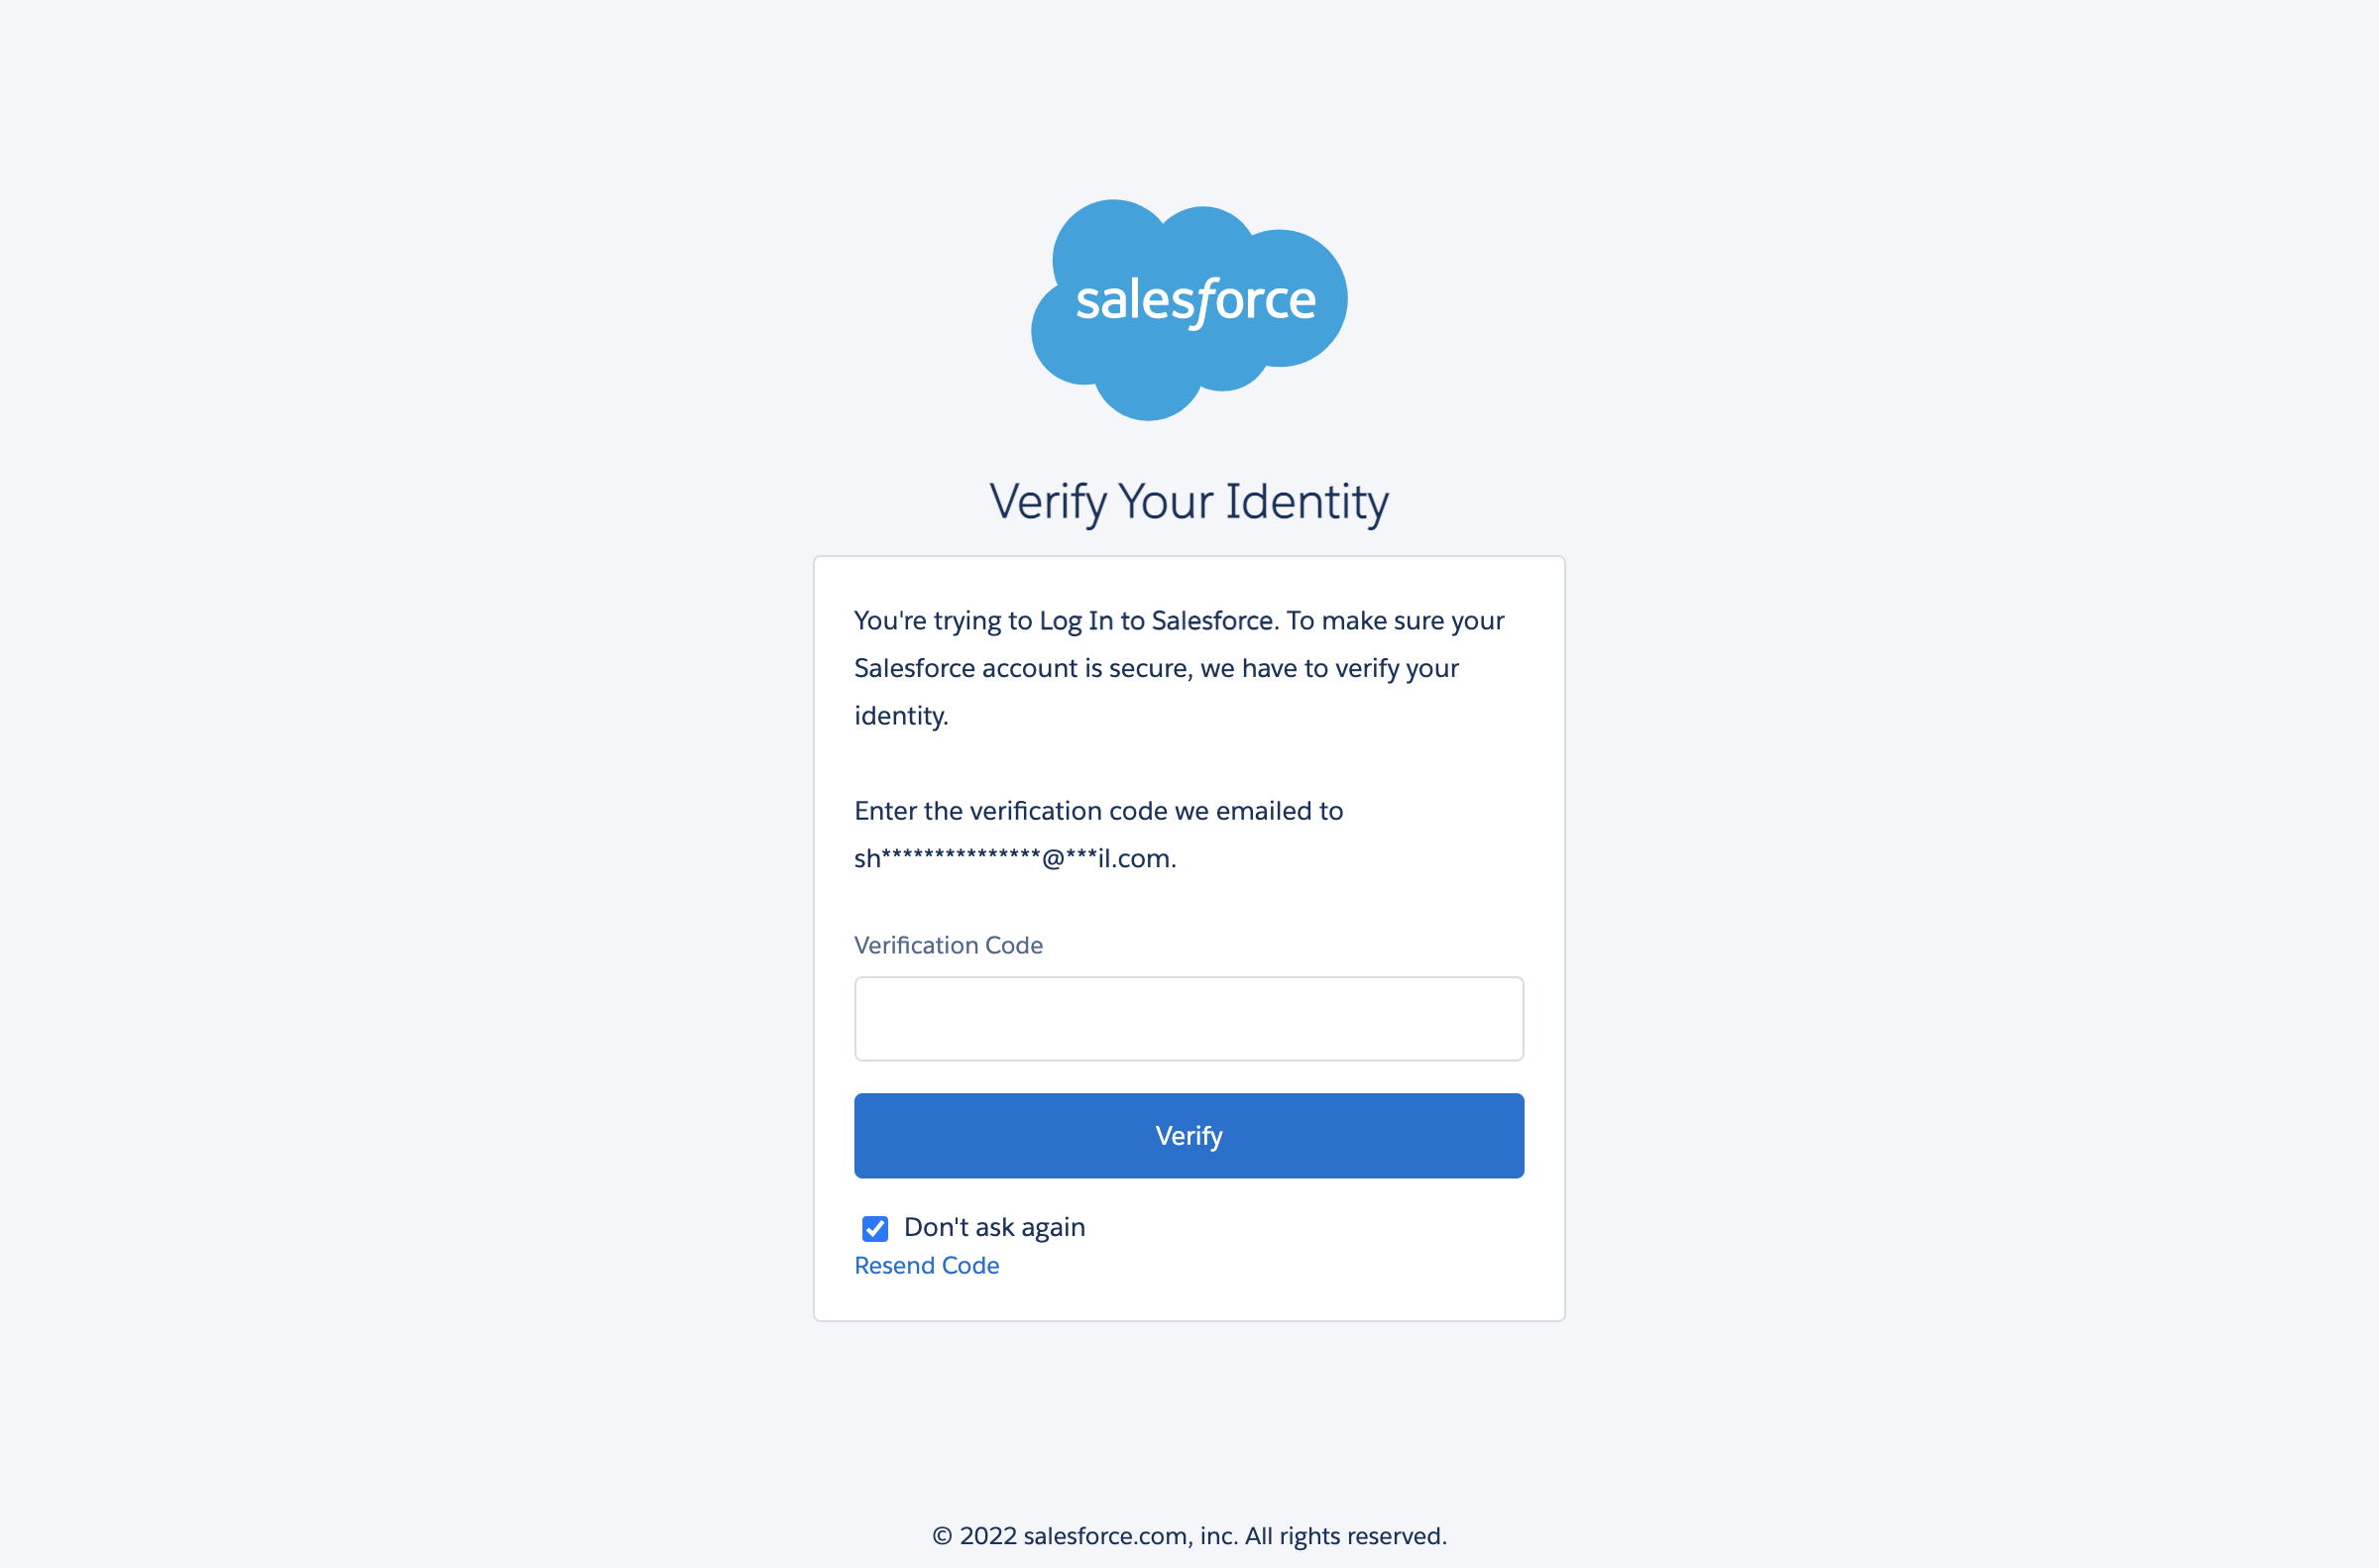 salesforce
Verify Your Identity
You're trying to Log In to Salesforce. To make sure your
Salesforce account is secure, we have to verify your
identity.
Enter the verification code we emailed to
sh***************@***il.com.
Verification Code
Verify
Don't ask again
Resend Code
© 2022 salesforce.com, inc. All rights reserved.